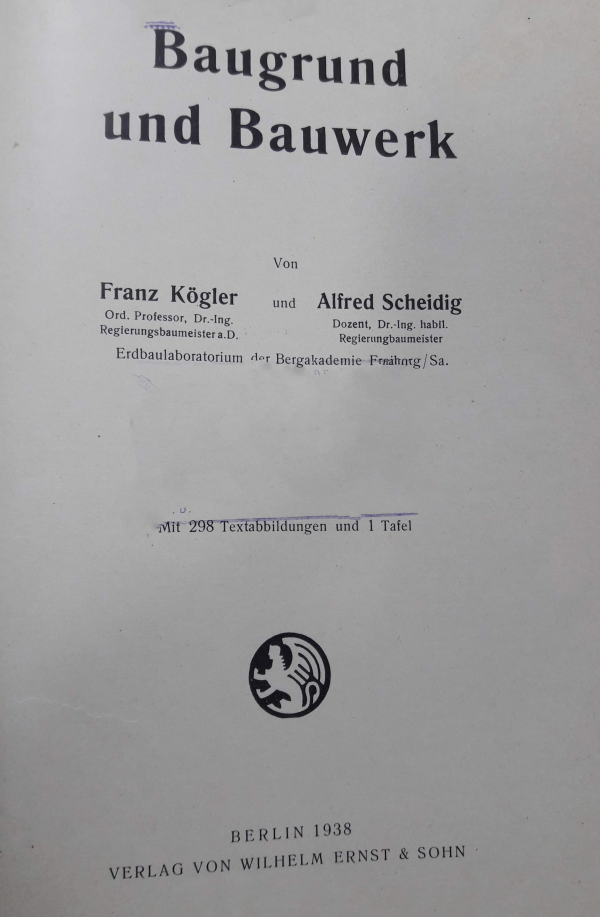 Baugrund
und Bauwerk
Von
Franz Kögler und Alfred Scheidig
Ord. Professor, Dr.-Ing.
Regierungsbaumeister a.D.
Dozent, Dr.-Ing. habil.
Regierungbaumeister
Erdbaulaboratorium der Bergakademie /Sa.
Mit 298 Textabbildungen und 1 Tafel
BERLIN 1938
VERLAG VON WILHELM ERNST & SOHN